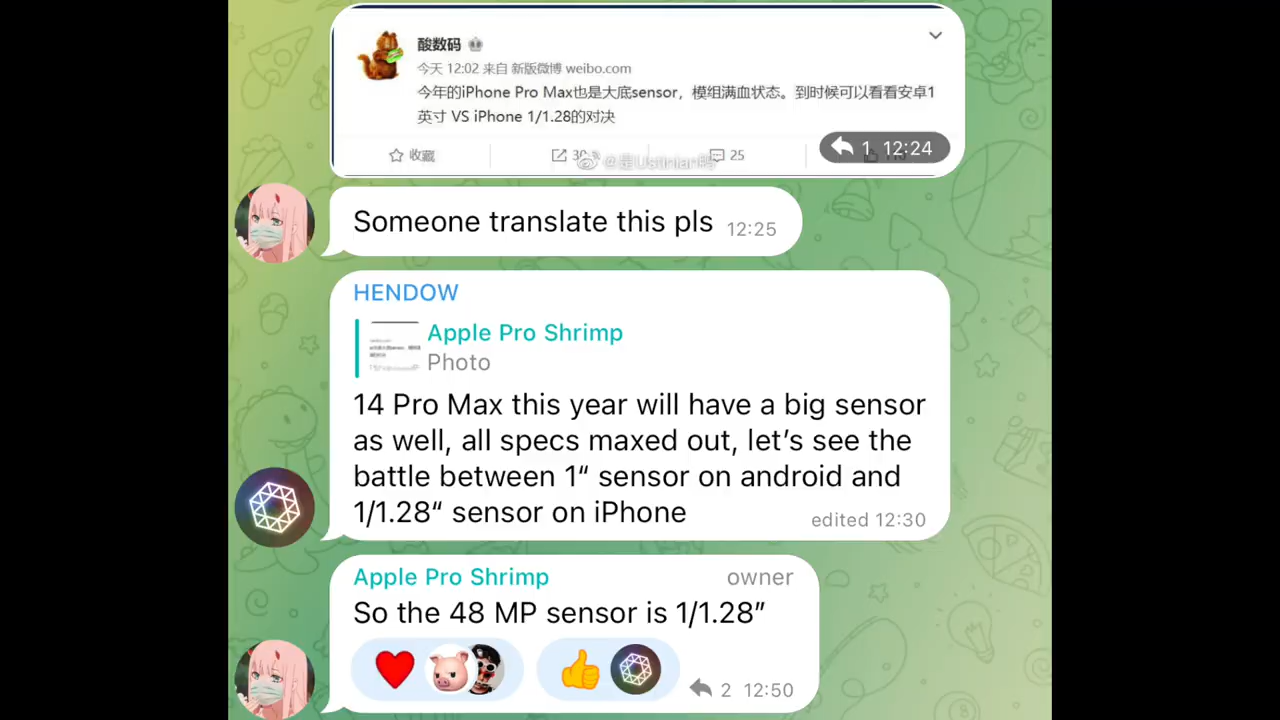 酸数码
今天 12:02 来自 新版微博 weibo.com
今年的iPhone Pro Max也是大底sensor，模组满血状态。到时候可以看看安卓1
英寸 VS iPhone 1/1.28的对决
收藏
25
1 12:24
Someone translate this pls 12:25
HENDOW
Apple Pro Shrimp
Photo
14 Pro Max this year will have a big sensor
as well, all specs maxed out, let’s see the
battle between 1“ sensor on android and
1/1.28“ sensor on iPhone
edited 12:30
Apple Pro Shrimp owner
So the 48 MP sensor is 1/1.28”
2 12:50